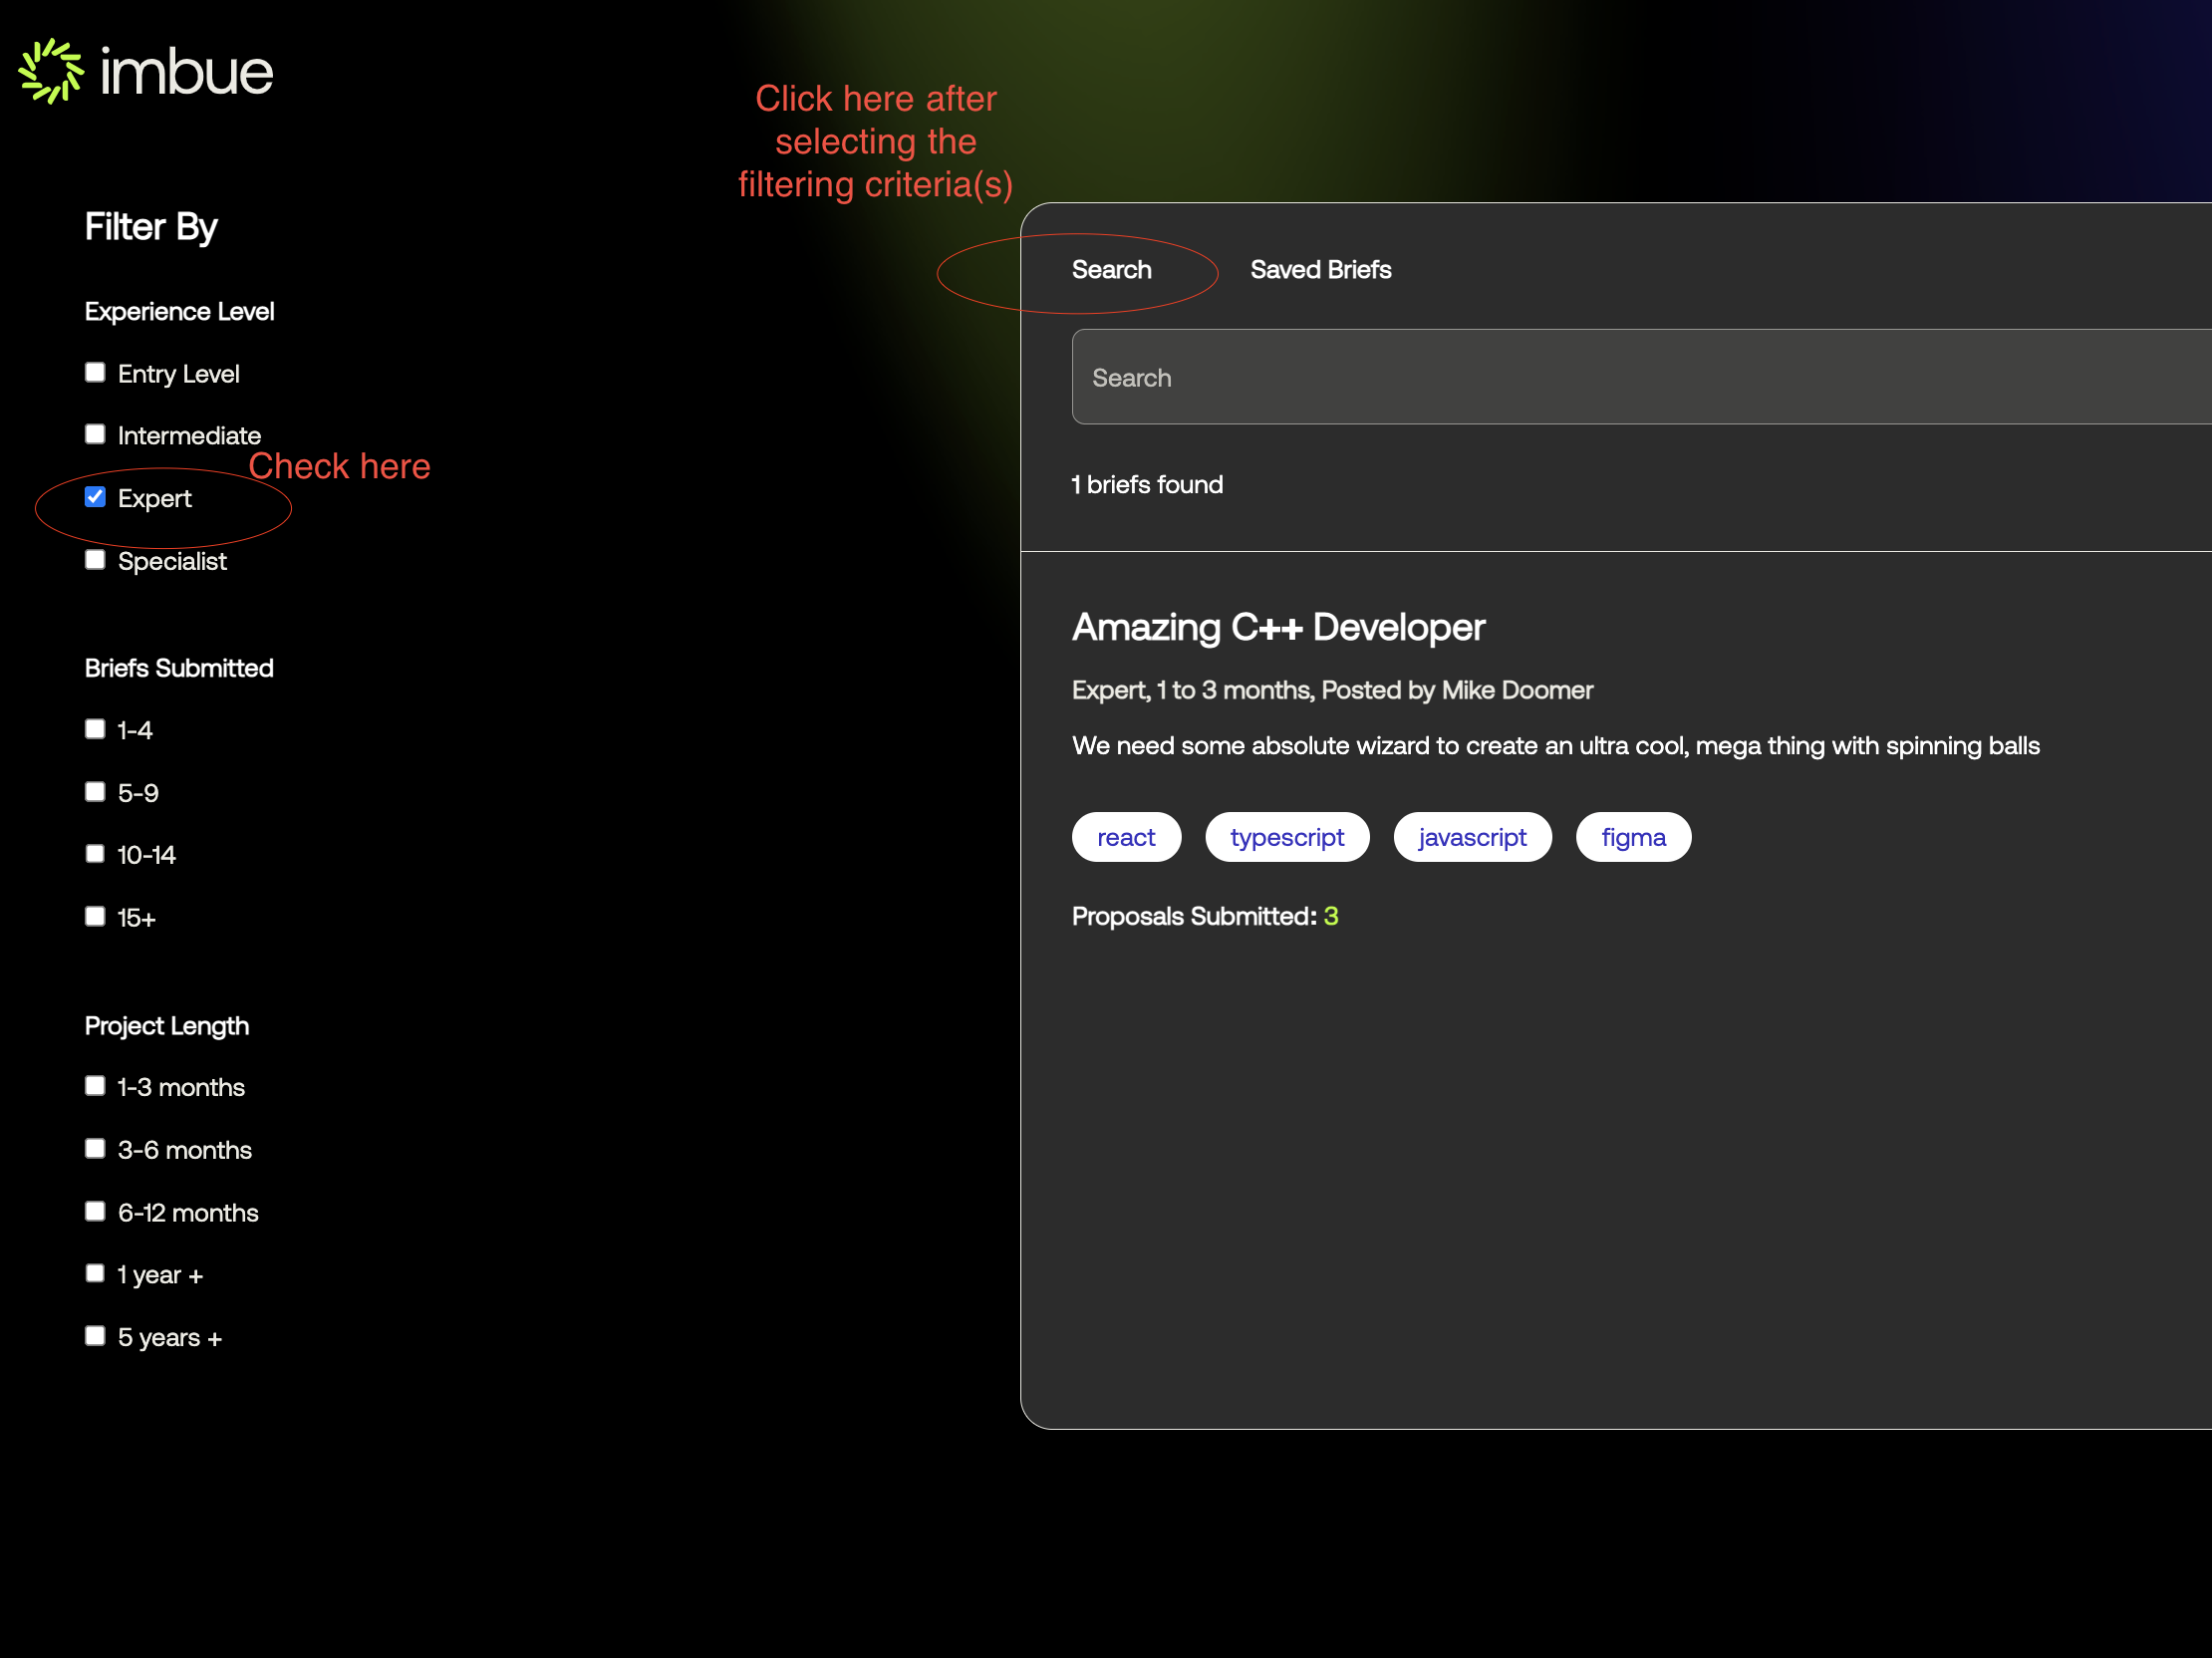 imbue
Click here after
selecting the
filtering criteria(s)
Filter By
Experience Level
Entry Level
Intermediate
Check here
Expert
Specialist
Briefs Submitted
1-4
5-9
10-14
15+
Project Length
1-3 months
3-6 months
6-12 months
1 year +
5 years +
Search
Saved Briefs
Search
1 briefs found
Amazing C++ Developer
Expert, 1 to 3 months, Posted by Mike Doomer
We need some absolute wizard to create an ultra cool, mega thing with spinning balls
react typescript javascript figma
Proposals Submitted: 3